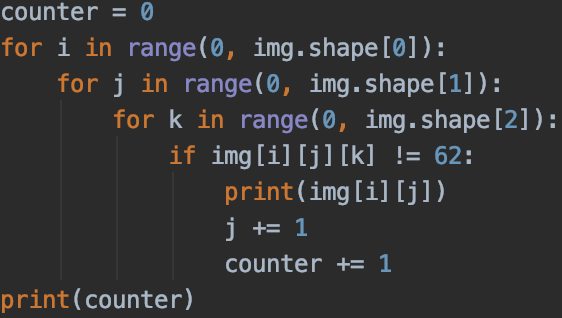 counter = 0
for i in range(0, img.shape[0]):
    for j in range(0, img.shape[1]):
        for k in range(0, img.shape[2]):
            if img[i][j][k] != 62:
                print(img[i][j])
                j += 1
                counter += 1
print(counter)